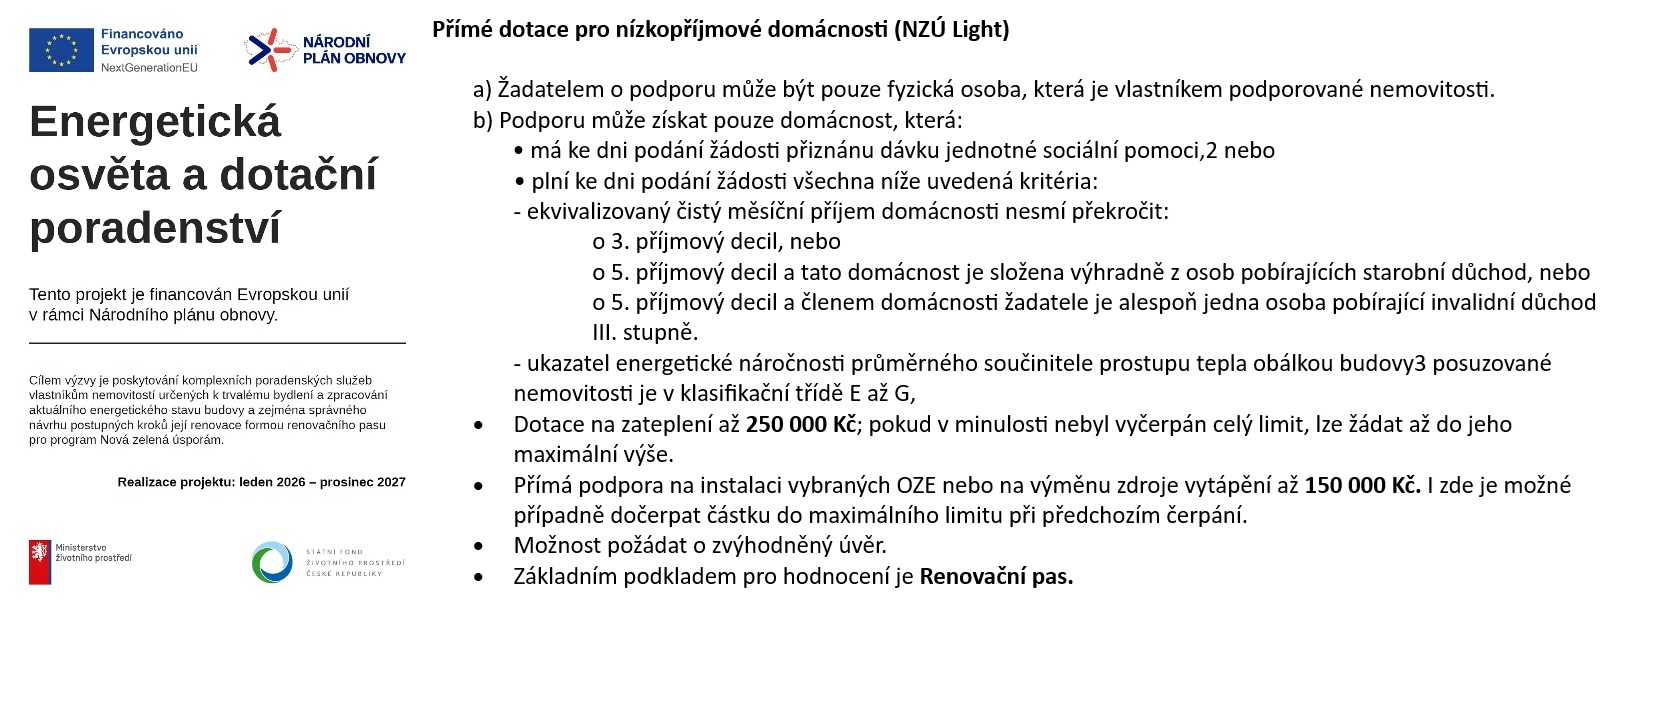 Financováno
Evropskou unií
NextGenerationEU
NÁRODNÍ
PLÁN OBNOVY
Energetická
osvěta a dotační
poradenství
Tento projekt je financován Evropskou unií
v rámci Národního plánu obnovy.
Cílem výzvy je poskytování komplexních poradenských služeb
vlastníkům nemovitostí určených k trvalému bydlení a zpracování
aktuálního energetického stavu budovy a zejména správného
návrhu postupných kroků její renovace formou renovačního pasu
pro program Nová zelená úsporám.
Realizace projektu: leden 2026 – prosinec 2027
Ministerstvo
životního prostředí
STÁTNÍ FOND
ŽIVOTNÍHO PROSTŘEDÍ
ČESKÉ REPUBLIKY
Přímé dotace pro nízkopříjmové domácnosti (NZÚ Light)
a) Žadatelem o podporu může být pouze fyzická osoba, která je vlastníkem podporované nemovitosti.
b) Podporu může získat pouze domácnost, která:
• má ke dni podání žádosti přiznánu dávku jednotné sociální pomoci,2 nebo
• plní ke dni podání žádosti všechna níže uvedená kritéria:
- ekvivalizovaný čistý měsíční příjem domácnosti nesmí překročit:
o 3. příjmový decil, nebo
o 5. příjmový decil a tato domácnost je složena výhradně z osob pobírajících starobní důchod, nebo
o 5. příjmový decil a členem domácnosti žadatele je alespoň jedna osoba pobírající invalidní důchod
III. stupně.
- ukazatel energetické náročnosti průměrného součinitele prostupu tepla obálkou budovy3 posuzované
nemovitosti je v klasifikační třídě E až G,
• Dotace na zateplení až 250 000 Kč; pokud v minulosti nebyl vyčerpán celý limit, lze žádat až do jeho
maximální výše.
• Přímá podpora na instalaci vybraných OZE nebo na výměnu zdroje vytápění až 150 000 Kč. I zde je možné
případně dočerpat částku do maximálního limitu při předchozím čerpání.
• Možnost požádat o zvýhodněný úvěr.
• Základním podkladem pro hodnocení je Renovační pas.